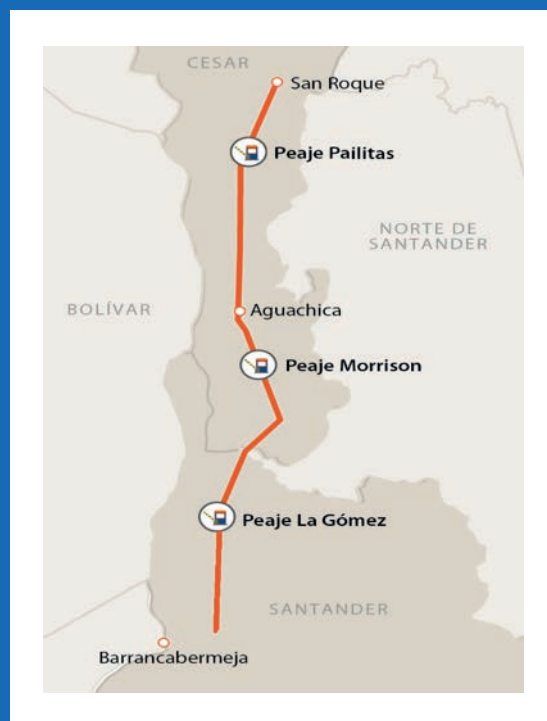 CESAR
San Roque
Peaje Pailitas
NORTE DE
SANTANDER
BOLÍVAR
Aguachica
Peaje Morrison
Peaje La Gómez
SANTANDER
Barrancabermeja